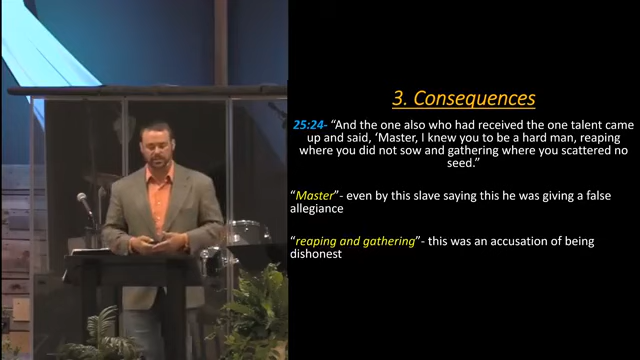 3. Consequences
25:24- “And the one also who had received the one talent came
up and said, ‘Master, I knew you to be a hard man, reaping
where you did not sow and gathering where you scattered no
seed.”
“Master”- even by this slave saying this he was giving a false
allegiance
“reaping and gathering”- this was an accusation of being
dishonest